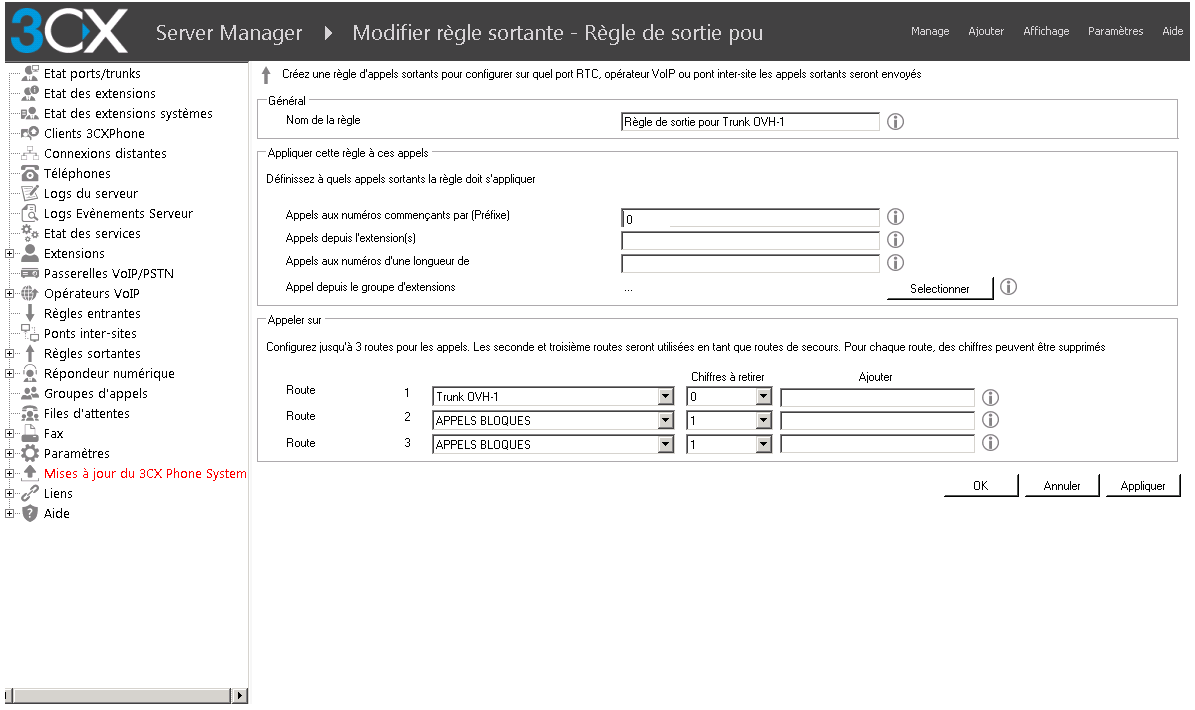 3CX Server Manager Modifier règle sortante - Règle de sortie pou Manage Ajouter Affichage Paramètres Aide
Etat ports/trunks
Etat des extensions
Etat des extensions systèmes
Clients 3CXPhone
Connexions distantes
Téléphones
Logs du serveur
Logs Evènements Serveur
Etat des services
Extensions
Passerelles VoIP/PSTN
Opérateurs VoIP
Règles entrantes
Ponts inter-sites
Règles sortantes
Répondeur numérique
Groupes d'appels
Files d'attentes
Fax
Paramètres
Mises à jour du 3CX Phone System
Liens
Aide
Créez une règle d'appels sortants pour configurer sur quel port RTC, opérateur VoIP ou pont inter-site les appels sortants seront envoyés
Général
Nom de la règle Règle de sortie pour Trunk OVH-1
Appliquer cette règle à ces appels
Définissez à quels appels sortants la règle doit s'appliquer
Appels aux numéros commençants par (Préfixe) 0
Appels depuis l'extension(s)
Appels aux numéros d'une longueur de
Appel depuis le groupe d'extensions ... Selectionner
Appeler sur
Configurez jusqu'à 3 routes pour les appels. Les seconde et troisième routes seront utilisées en tant que routes de secours. Pour chaque route, des chiffres peuvent être supprimés
Chiffres à retirer Ajouter
Route 1 Trunk OVH-1 0
Route 2 APPELS BLOQUES 1
Route 3 APPELS BLOQUES 1
OK Annuler Appliquer